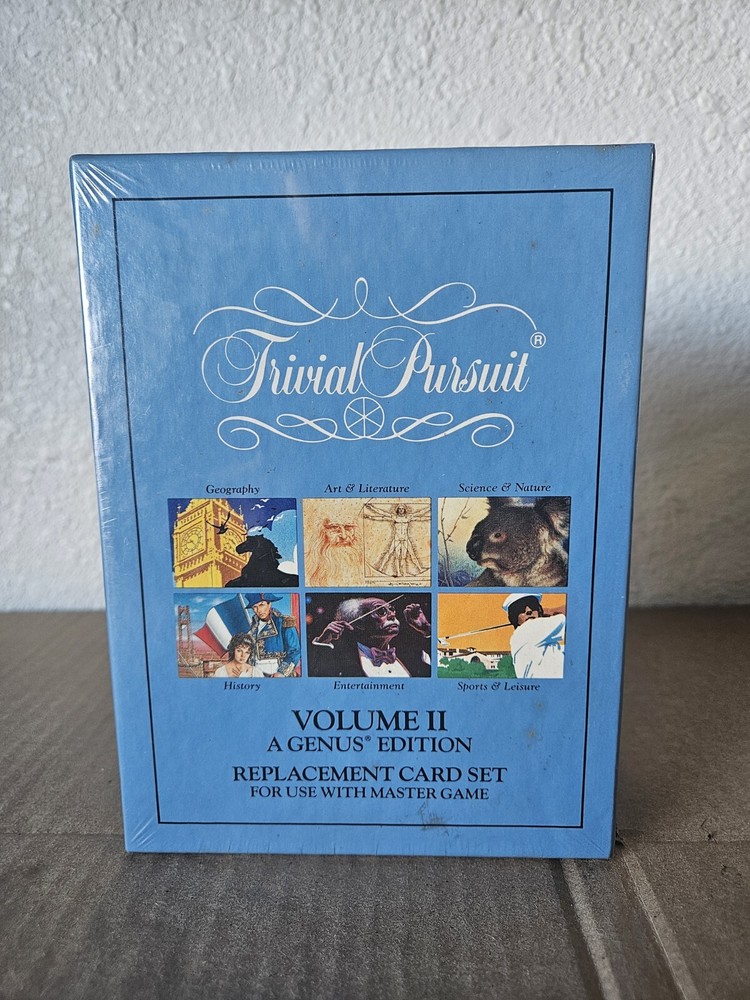 Trivial Pursuit®
Geography Art & Literature Science & Nature
History Entertainment Sports & Leisure
VOLUME II
A GENUS® EDITION
REPLACEMENT CARD SET
FOR USE WITH MASTER GAME